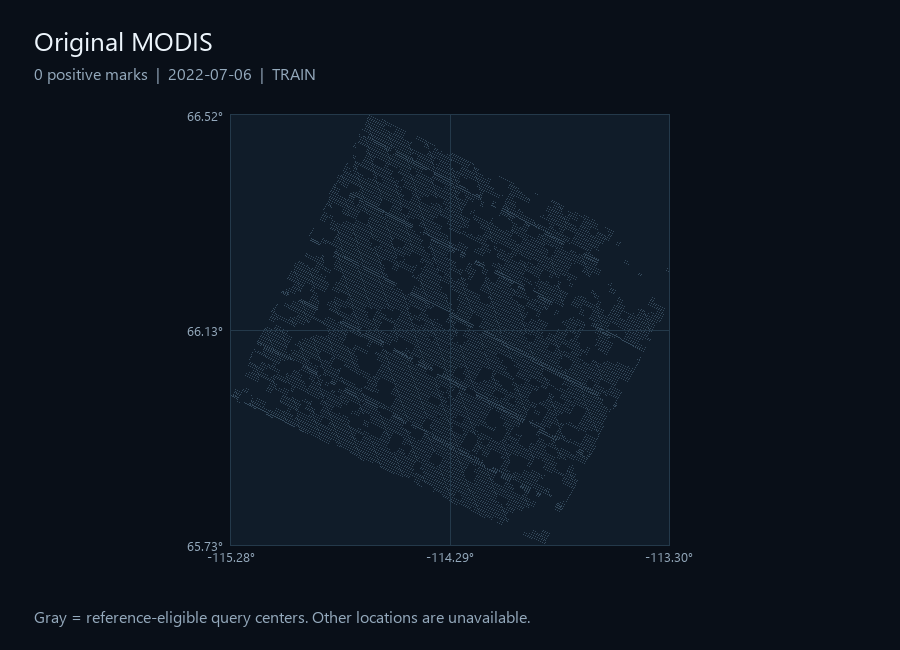 Original MODIS
0 positive marks | 2022-07-06 | TRAIN
66.52°
66.13°
65.73°
-115.28°
-114.29°
-113.30°
Gray = reference-eligible query centers. Other locations are unavailable.